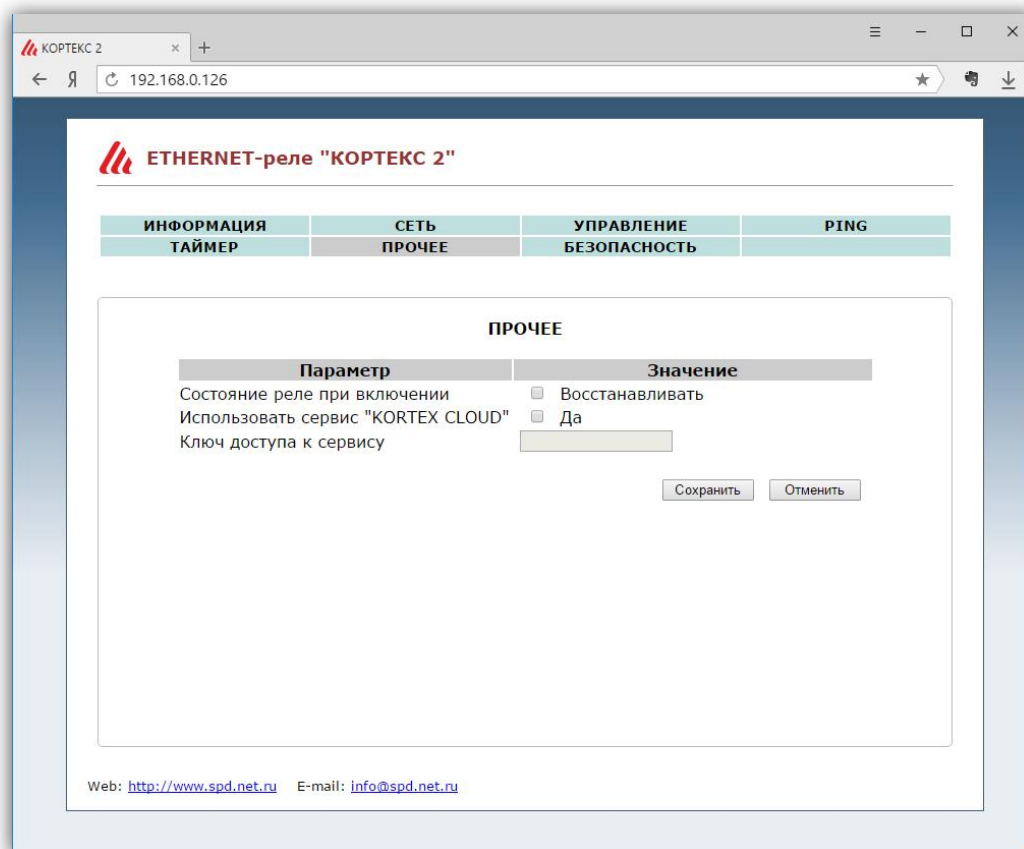 КОРТЕКС 2
192.168.0.126
ETHERNET-реле "КОРТЕКС 2"
ИНФОРМАЦИЯ СЕТЬ УПРАВЛЕНИЕ PING
ТАЙМЕР ПРОЧЕЕ БЕЗОПАСНОСТЬ
ПРОЧЕЕ
Параметр Значение
Состояние реле при включении Восстанавливать
Использовать сервис "KORTEX CLOUD" Да
Ключ доступа к сервису
Сохранить Отменить
Web: http://www.spd.net.ru E-mail: info@spd.net.ru